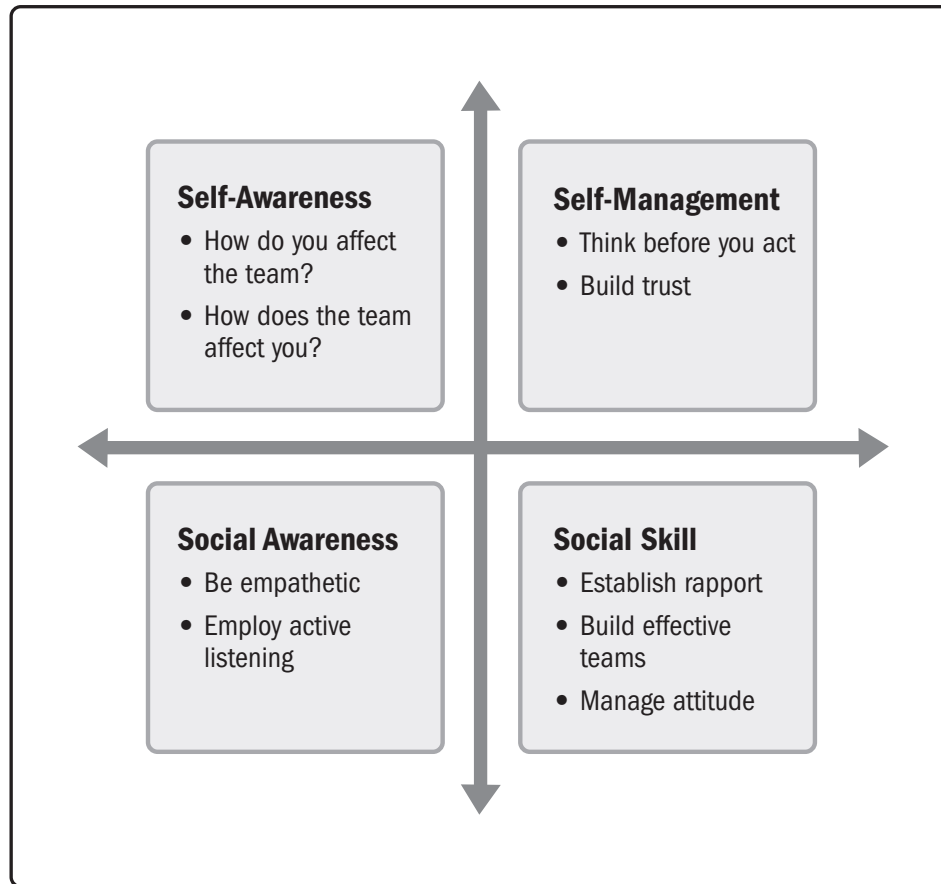 Self-Awareness
• How do you affect
the team?
• How does the team
affect you?
Self-Management
• Think before you act
• Build trust
Social Awareness
• Be empathetic
• Employ active
listening
Social Skill
• Establish rapport
• Build effective
teams
• Manage attitude